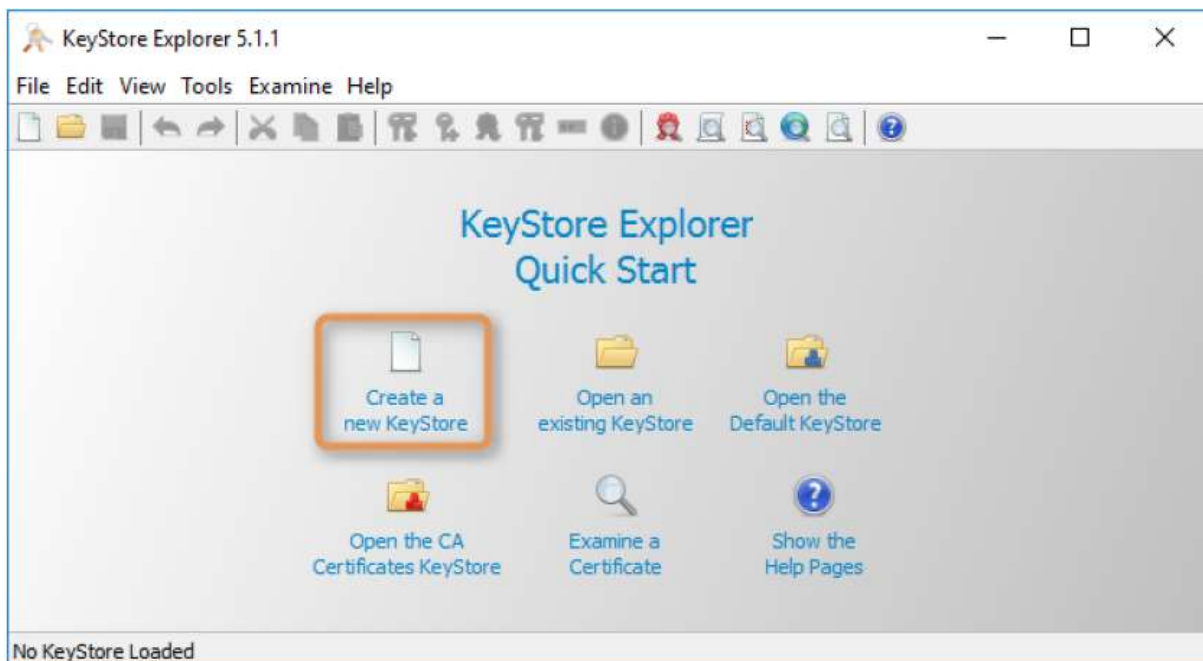 KeyStore Explorer 5.1.1
File Edit View Tools Examine Help
KeyStore Explorer
Quick Start
Create a
new KeyStore
Open an
existing KeyStore
Open the
Default KeyStore
Open the CA
Certificates KeyStore
Examine a
Certificate
Show the
Help Pages
No KeyStore Loaded